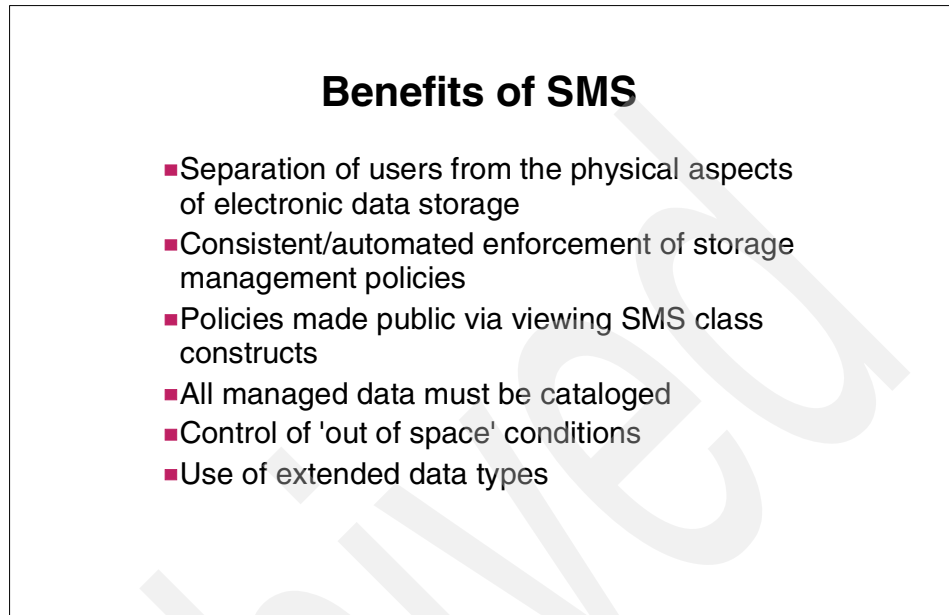 Benefits of SMS
■Separation of users from the physical aspects
of electronic data storage
■Consistent/automated enforcement of storage
management policies
■Policies made public via viewing SMS class
constructs
■All managed data must be cataloged
■Control of 'out of space' conditions
■Use of extended data types
hived